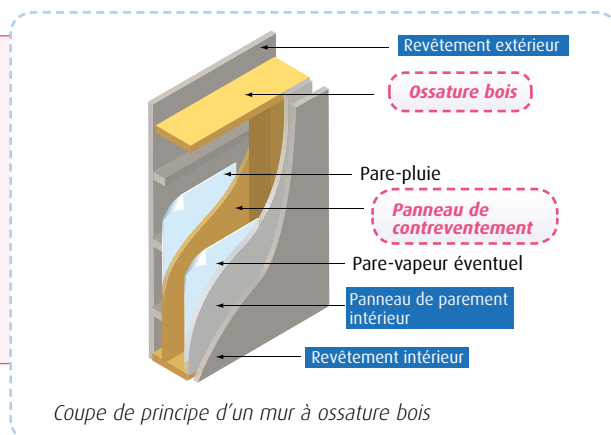 Revêtement extérieur
Ossature bois
Pare-pluie
Panneau de
contreventement
Pare-vapeur éventuel
Panneau de parement
intérieur
Revêtement intérieur
Coupe de principe d'un mur à ossature bois